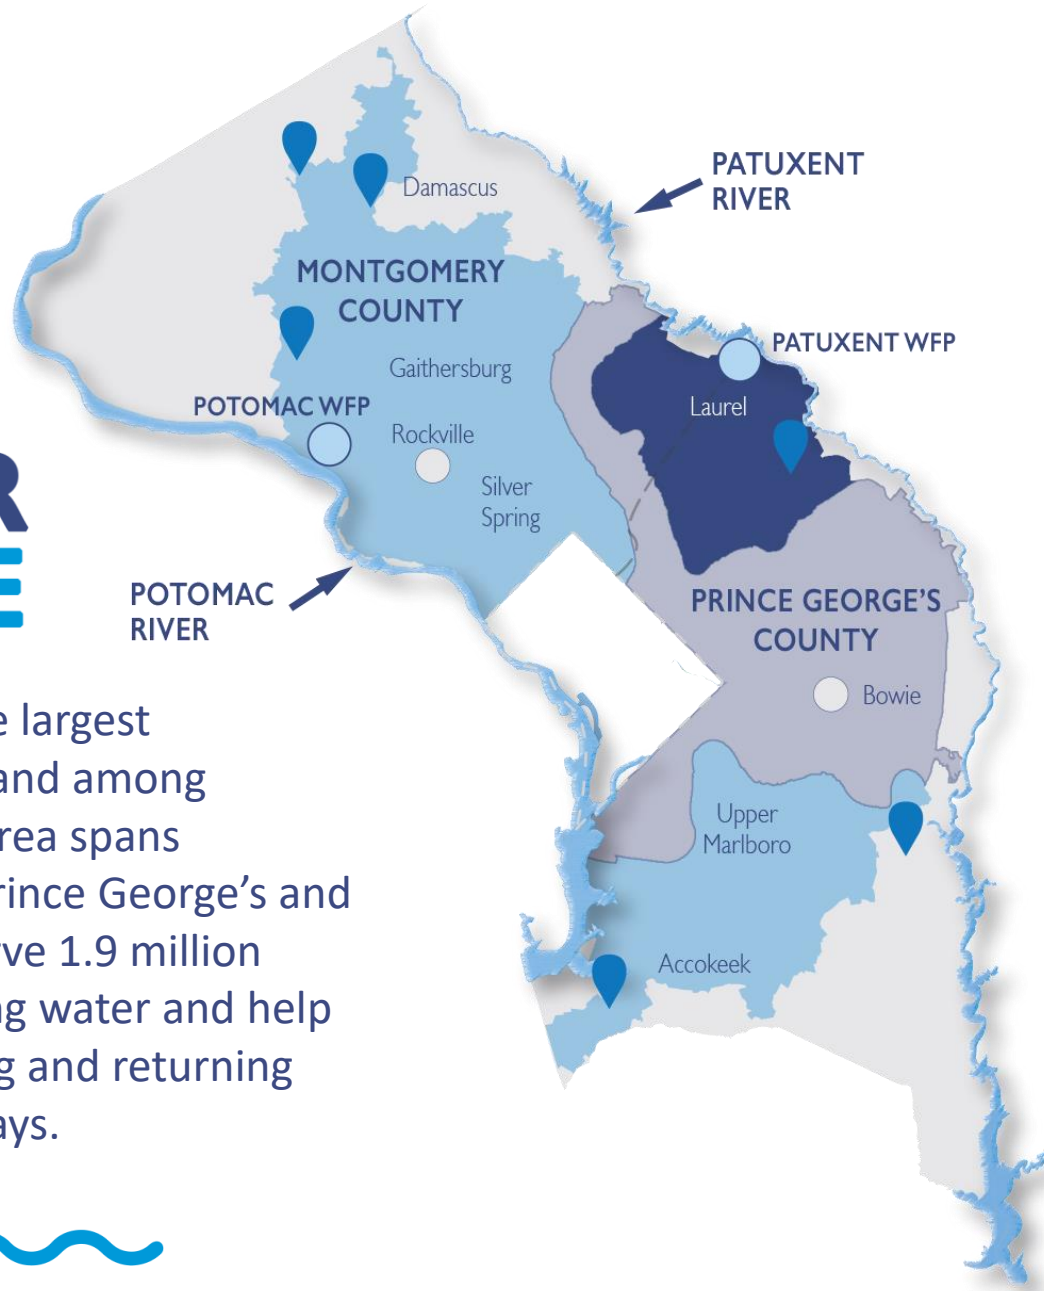 PATUXENT
RIVER
Damascus
MONTGOMERY
COUNTY
PATUXENT WFP
Gaithersburg
POTOMAC WFP
Laurel
Rockville
Silver
Spring
R
E
POTOMAC
RIVER
PRINCE GEORGE'S
COUNTY
Bowie
e largest
and among
rea spans
rince George's and
rve 1.9 million
ng water and help
g and returning
ays.
Upper
Marlboro
Accokeek